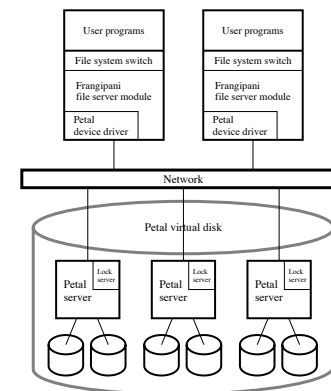 User programs
File system switch
Frangipani
file server module
Petal
device driver
User programs
File system switch
Frangipani
file server module
Petal
device driver
Network
Petal virtual disk
Lock
server
Petal
server
Lock
server
Petal
server
Lock
server
Petal
server